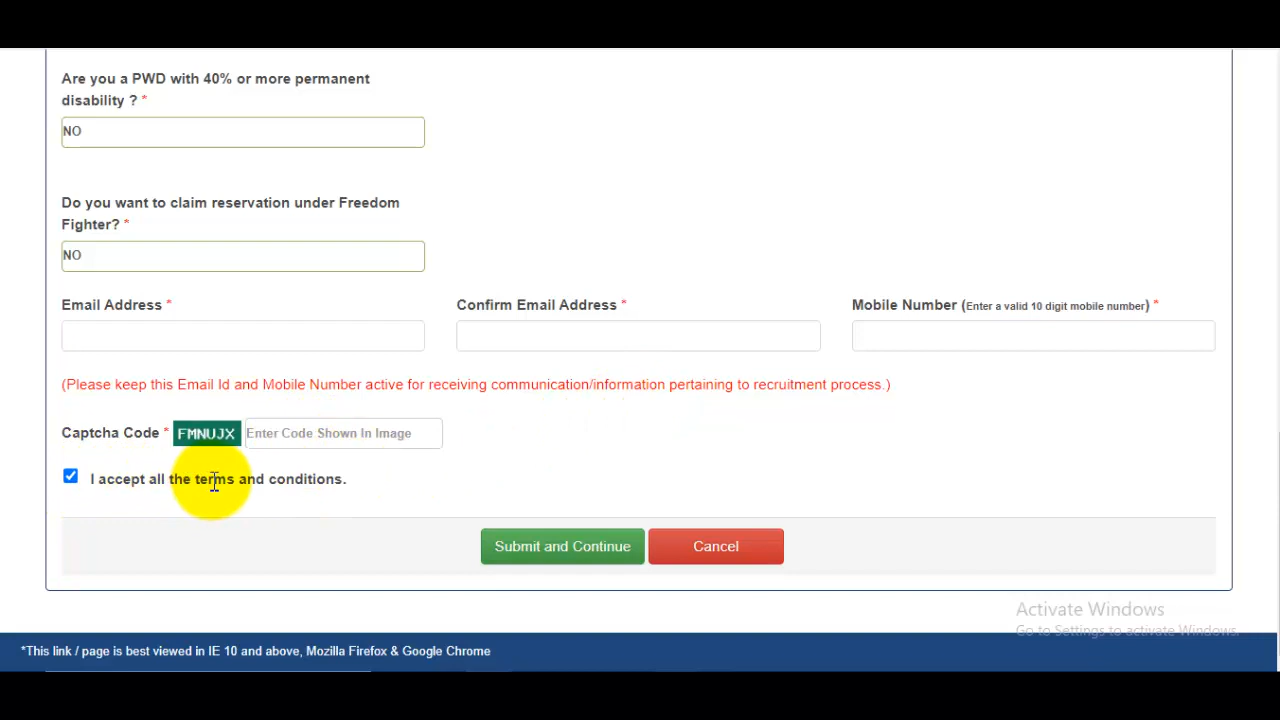 Are you a PWD with 40% or more permanent
disability ? *
NO
Do you want to claim reservation under Freedom
Fighter? *
NO
Email Address *
Confirm Email Address *
Mobile Number (Enter a valid 10 digit mobile number) *
(Please keep this Email Id and Mobile Number active for receiving communication/information pertaining to recruitment process.)
Captcha Code * FMNUJX Enter Code Shown In Image
I accept all the terms and conditions.
Submit and Continue
Cancel
Activate Windows
Go to Settings to activate Windows.
*This link / page is best viewed in IE 10 and above, Mozilla Firefox & Google Chrome